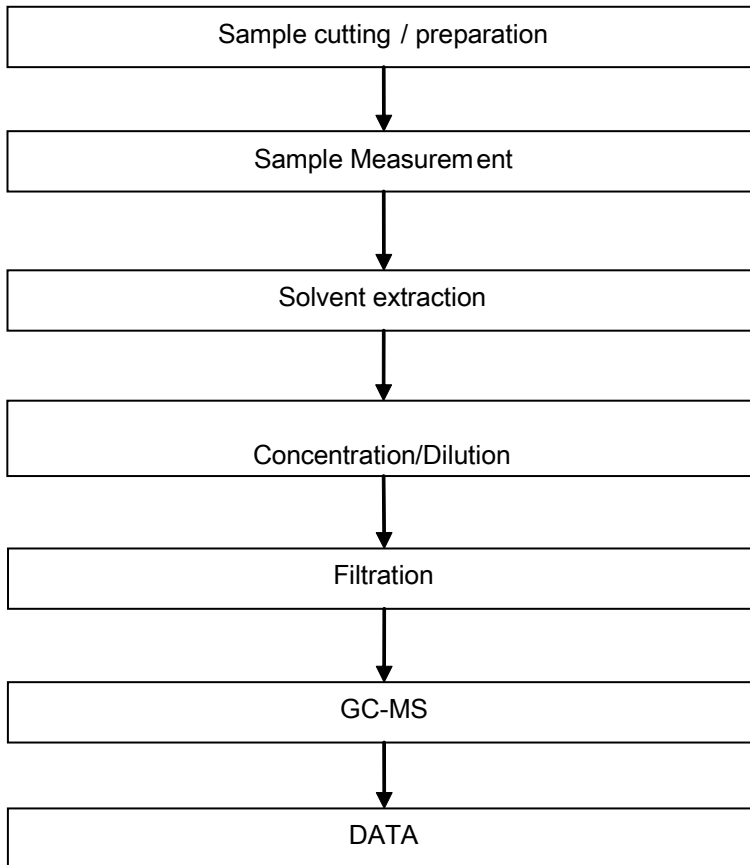 Sample cutting / preparation
Sample Measurement
Solvent extraction
Concentration/Dilution
Filtration
GC-MS
DATA